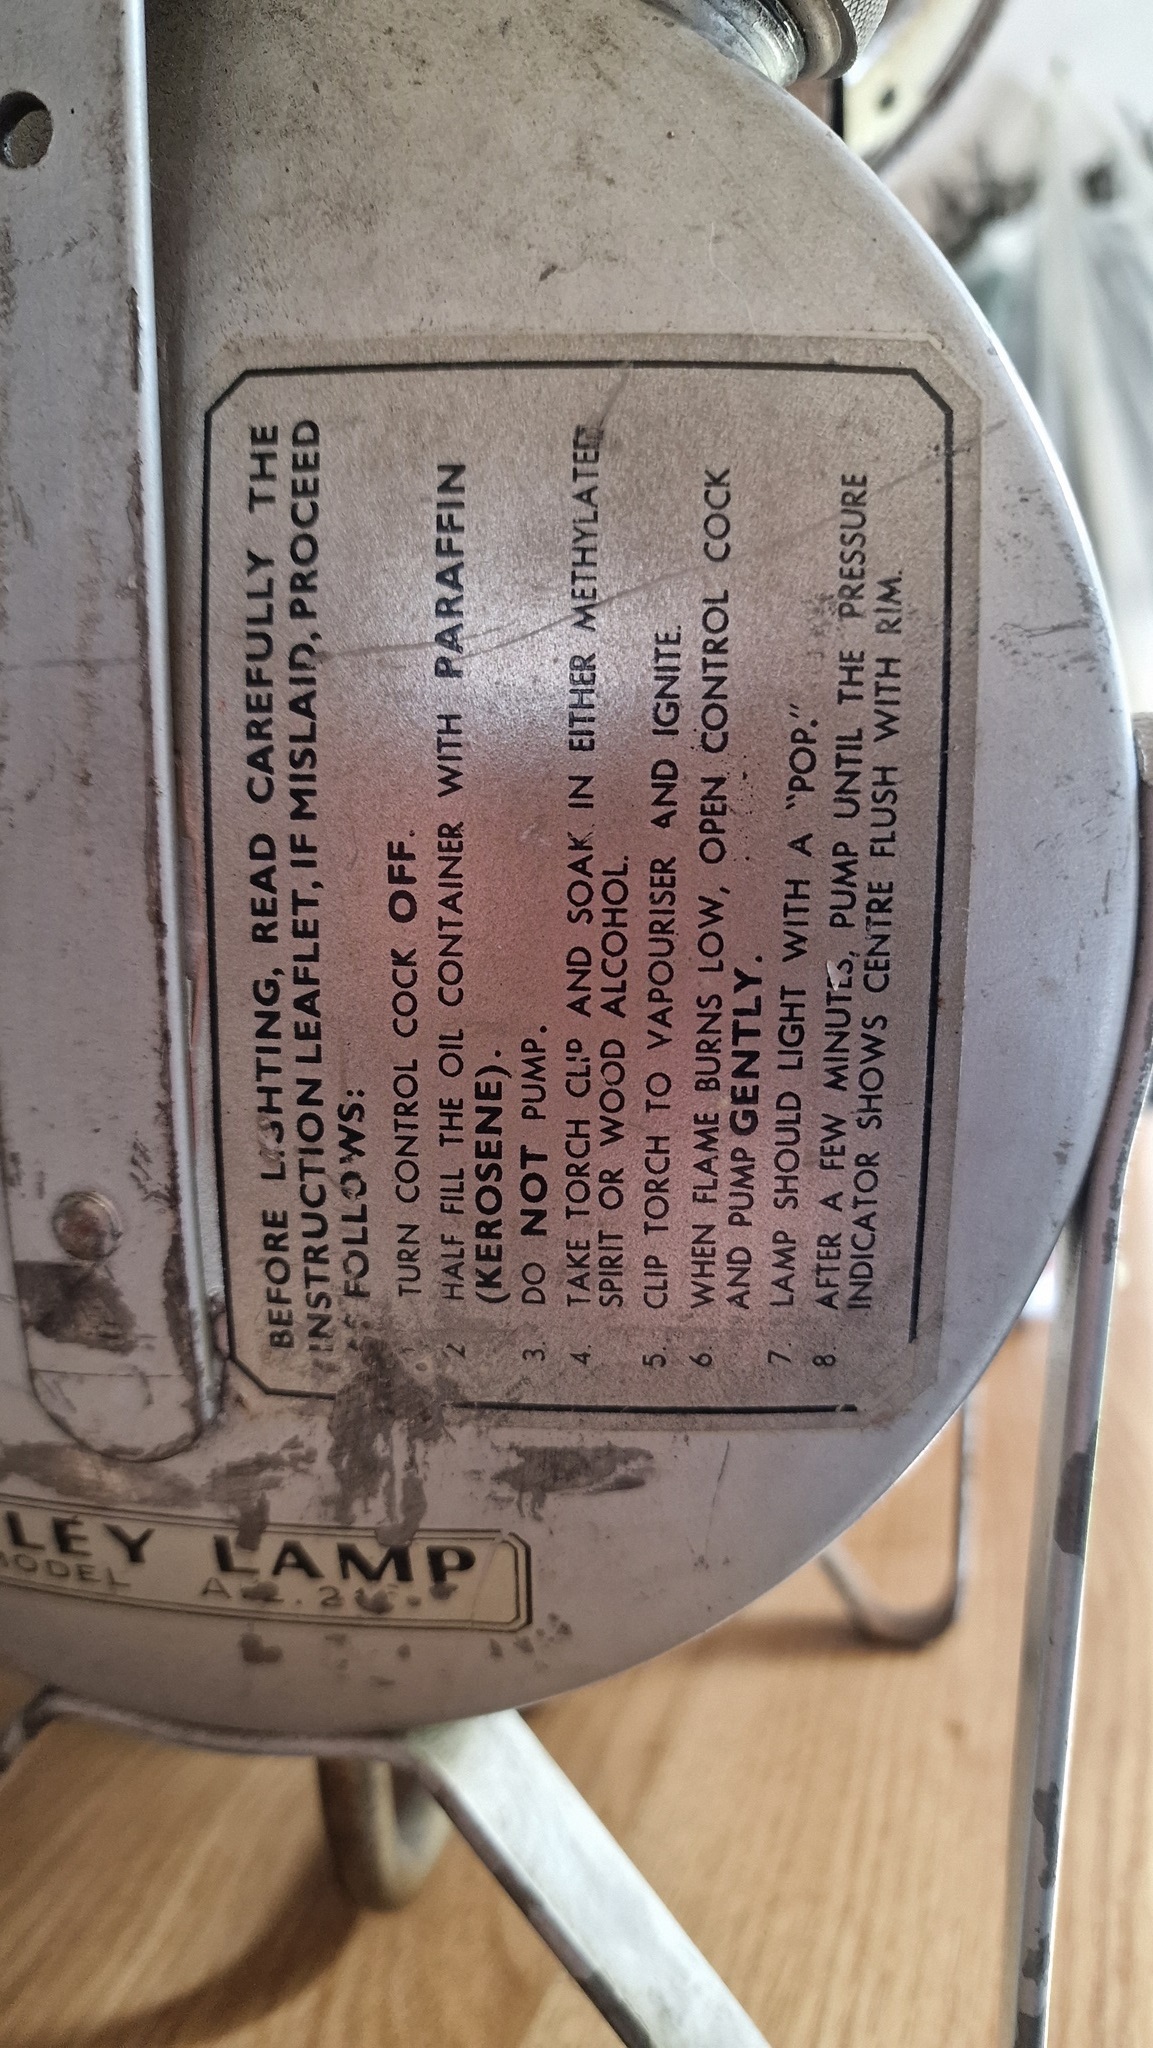 BEFORE LIGHTING, READ CAREFULLY THE
INSTRUCTION LEAFLET, IF MISLAID, PROCEED
AS FOLLOWS:
1. TURN CONTROL COCK OFF.
2 HALF FILL THE OIL CONTAINER WITH PARAFFIN
(KEROSENE).
3. DO NOT PUMP.
4. TAKE TORCH CLIP AND SOAK IN EITHER METHYLATED
SPIRIT OR WOOD ALCOHOL.
5. CLIP TORCH TO VAPOURISER AND IGNITE.
6. WHEN FLAME BURNS LOW, OPEN CONTROL COCK
AND PUMP GENTLY.
7. LAMP SHOULD LIGHT WITH A "POP."
8. AFTER A FEW MINUTES, PUMP UNTIL THE PRESSURE
INDICATOR SHOWS CENTRE FLUSH WITH RIM.
LEY LAMP
MODEL